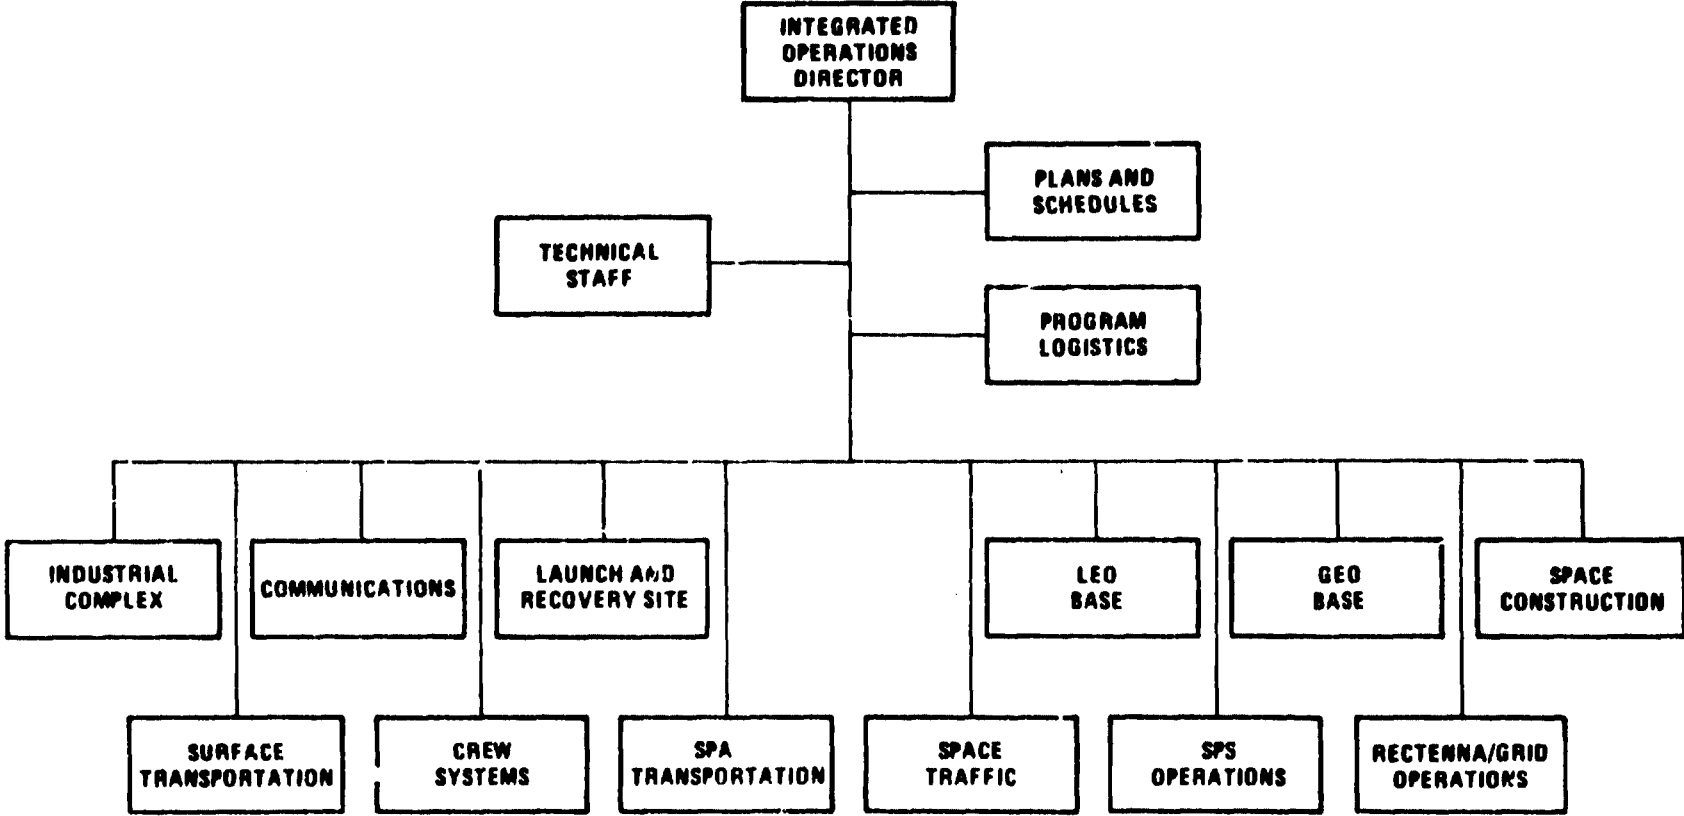 INTEGRATED
OPERATIONS
DIRECTOR
PLANS AND
SCHEDULES
TECHNICAL
STAFF
PROGRAM
LOGISTICS
INDUSTRIAL
COMPLEX
COMMUNICATIONS
LAUNCH AND
RECOVERY SITE
LEO
BASE
GEO
BASE
SPACE
CONSTRUCTION
SURFACE
TRANSPORTATION
CREW
SYSTEMS
SPA
TRANSPORTATION
SPACE
TRAFFIC
SPS
OPERATIONS
RECTENNA/GRID
OPERATIONS